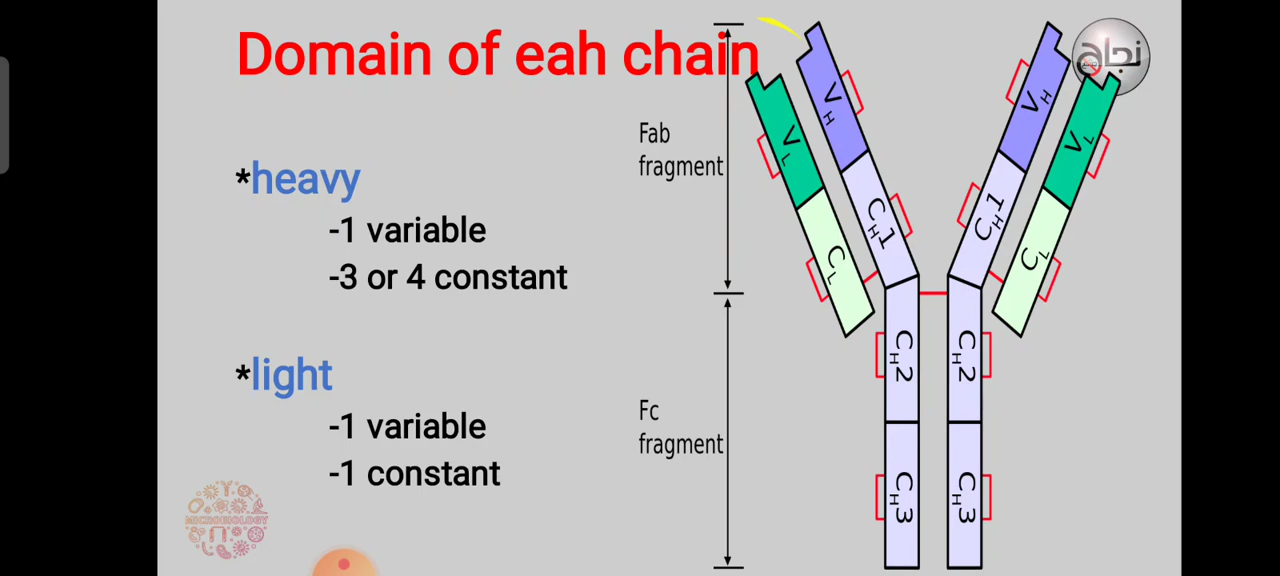 Domain of eah chain
*heavy
-1 variable
-3 or 4 constant
*light
-1 variable
-1 constant
Fab
fragment
Fc
fragment
VL
VH
CH1
CL
CH2
CH3
VH
VL
CH1
CL
CH2
CH3
MICROBIOLOGY